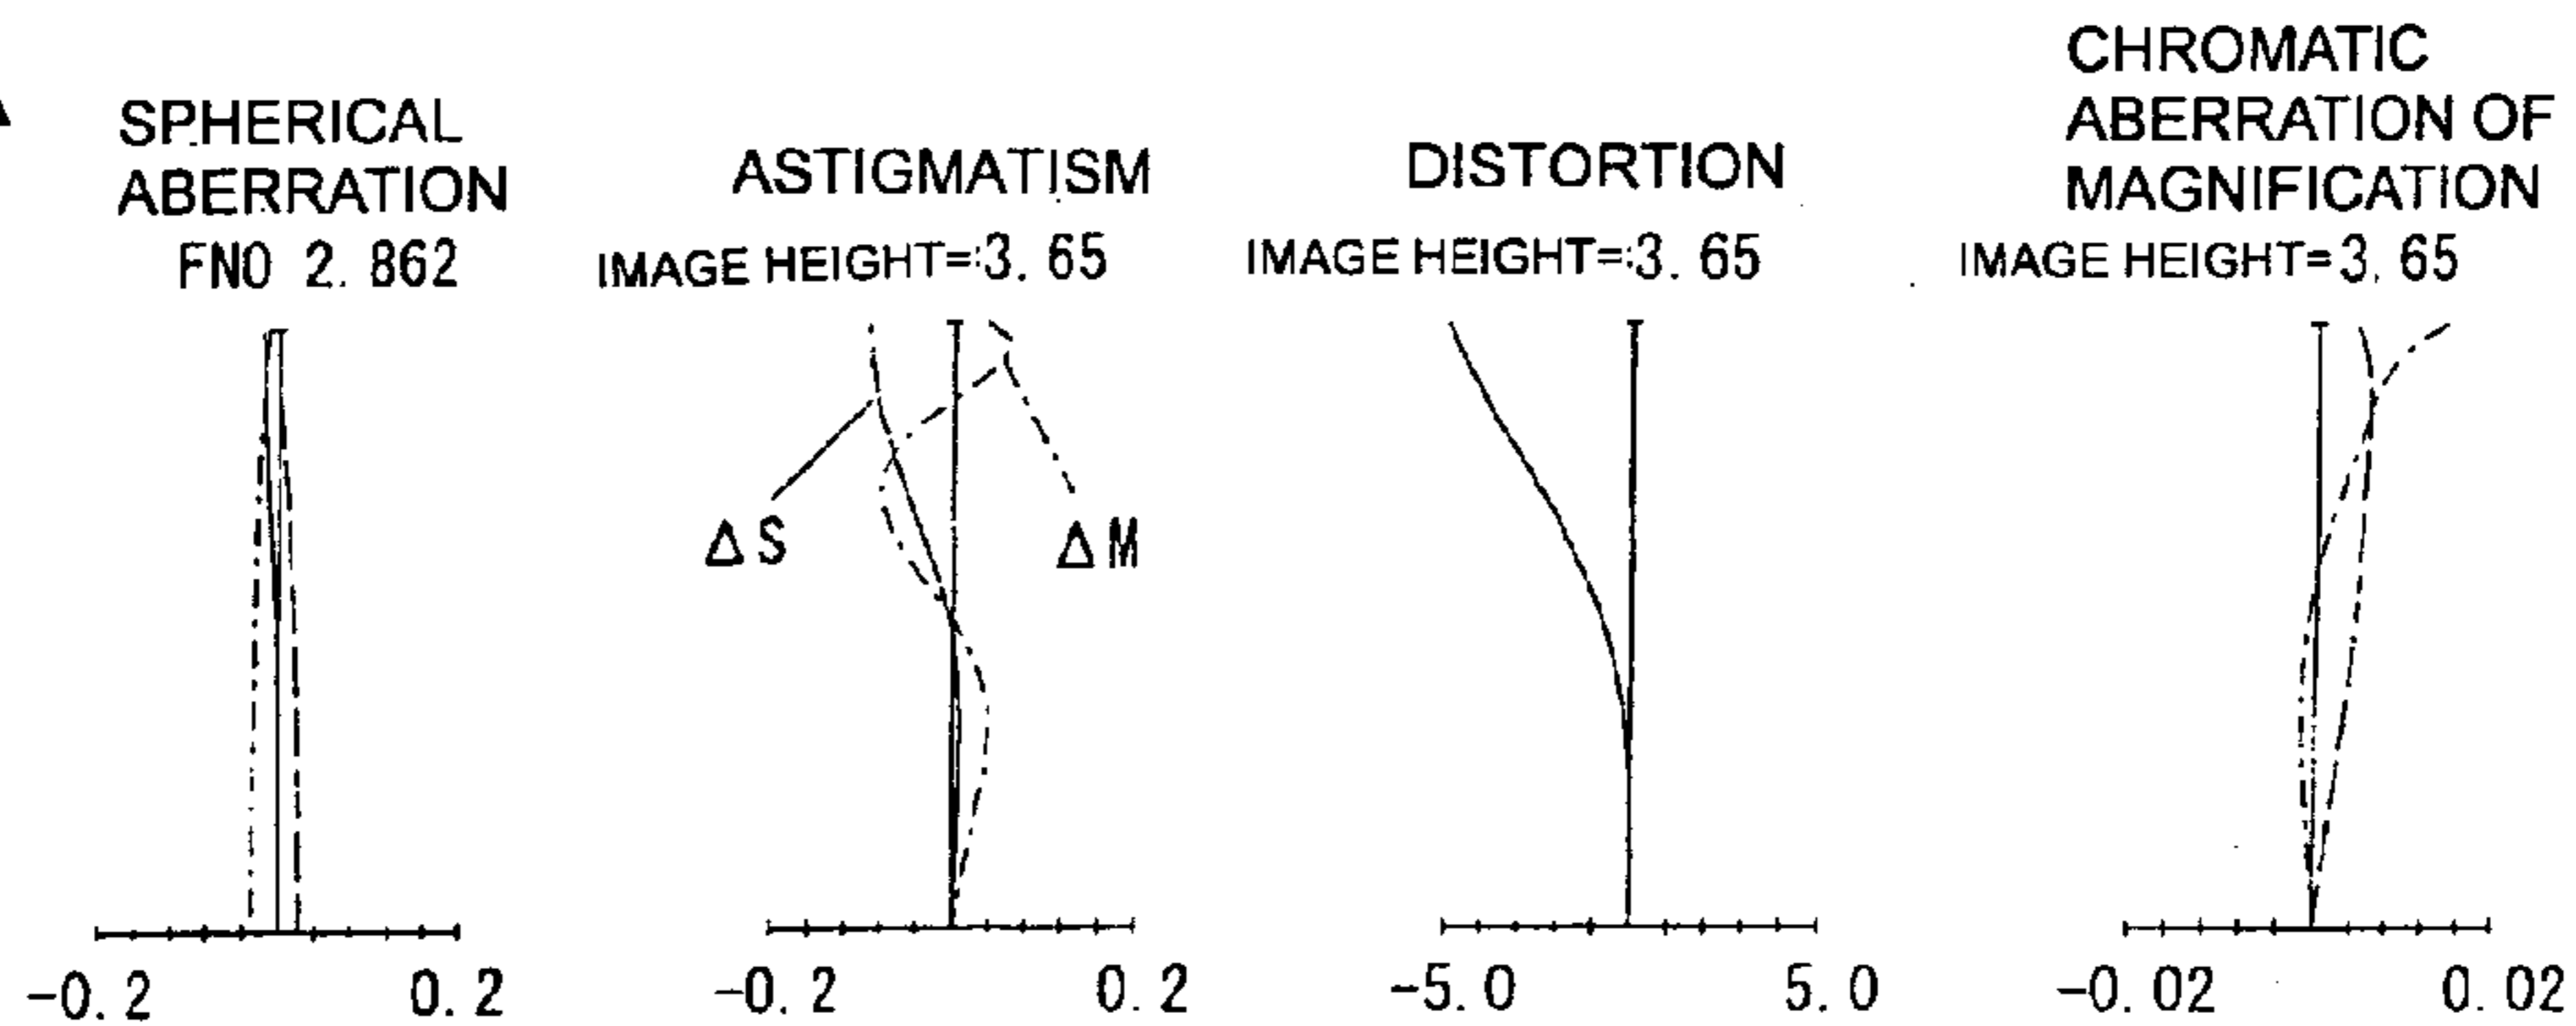 SPHERICAL
ABERRATION
FNO 2.862
ASTIGMATISM
IMAGE HEIGHT=3.65
DISTORTION
IMAGE HEIGHT=3.65
CHROMATIC
ABERRATION OF
MAGNIFICATION
IMAGE HEIGHT=3.65
ΔS
ΔM
-0.2 0.2
-0.2 0.2
-5.0 5.0
-0.02 0.02